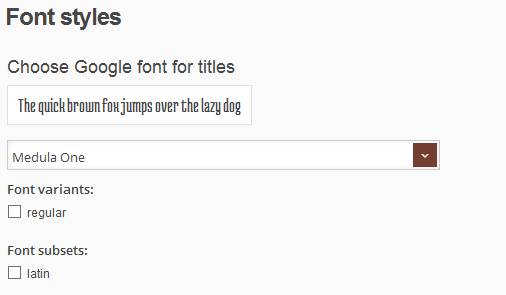 Font styles
Choose Google font for titles
The quick brown fox jumps over the lazy dog
Medula One
Font variants:
regular
Font subsets:
latin